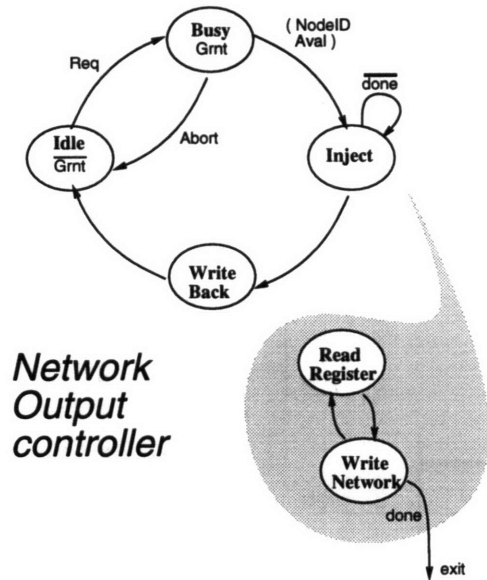 Busy
Grnt
( NodeID
Aval )
Req
done
Idle
Grnt
Abort
Inject
Write
Back
Network
Output
controller
Read
Register
Write
Network
done
exit